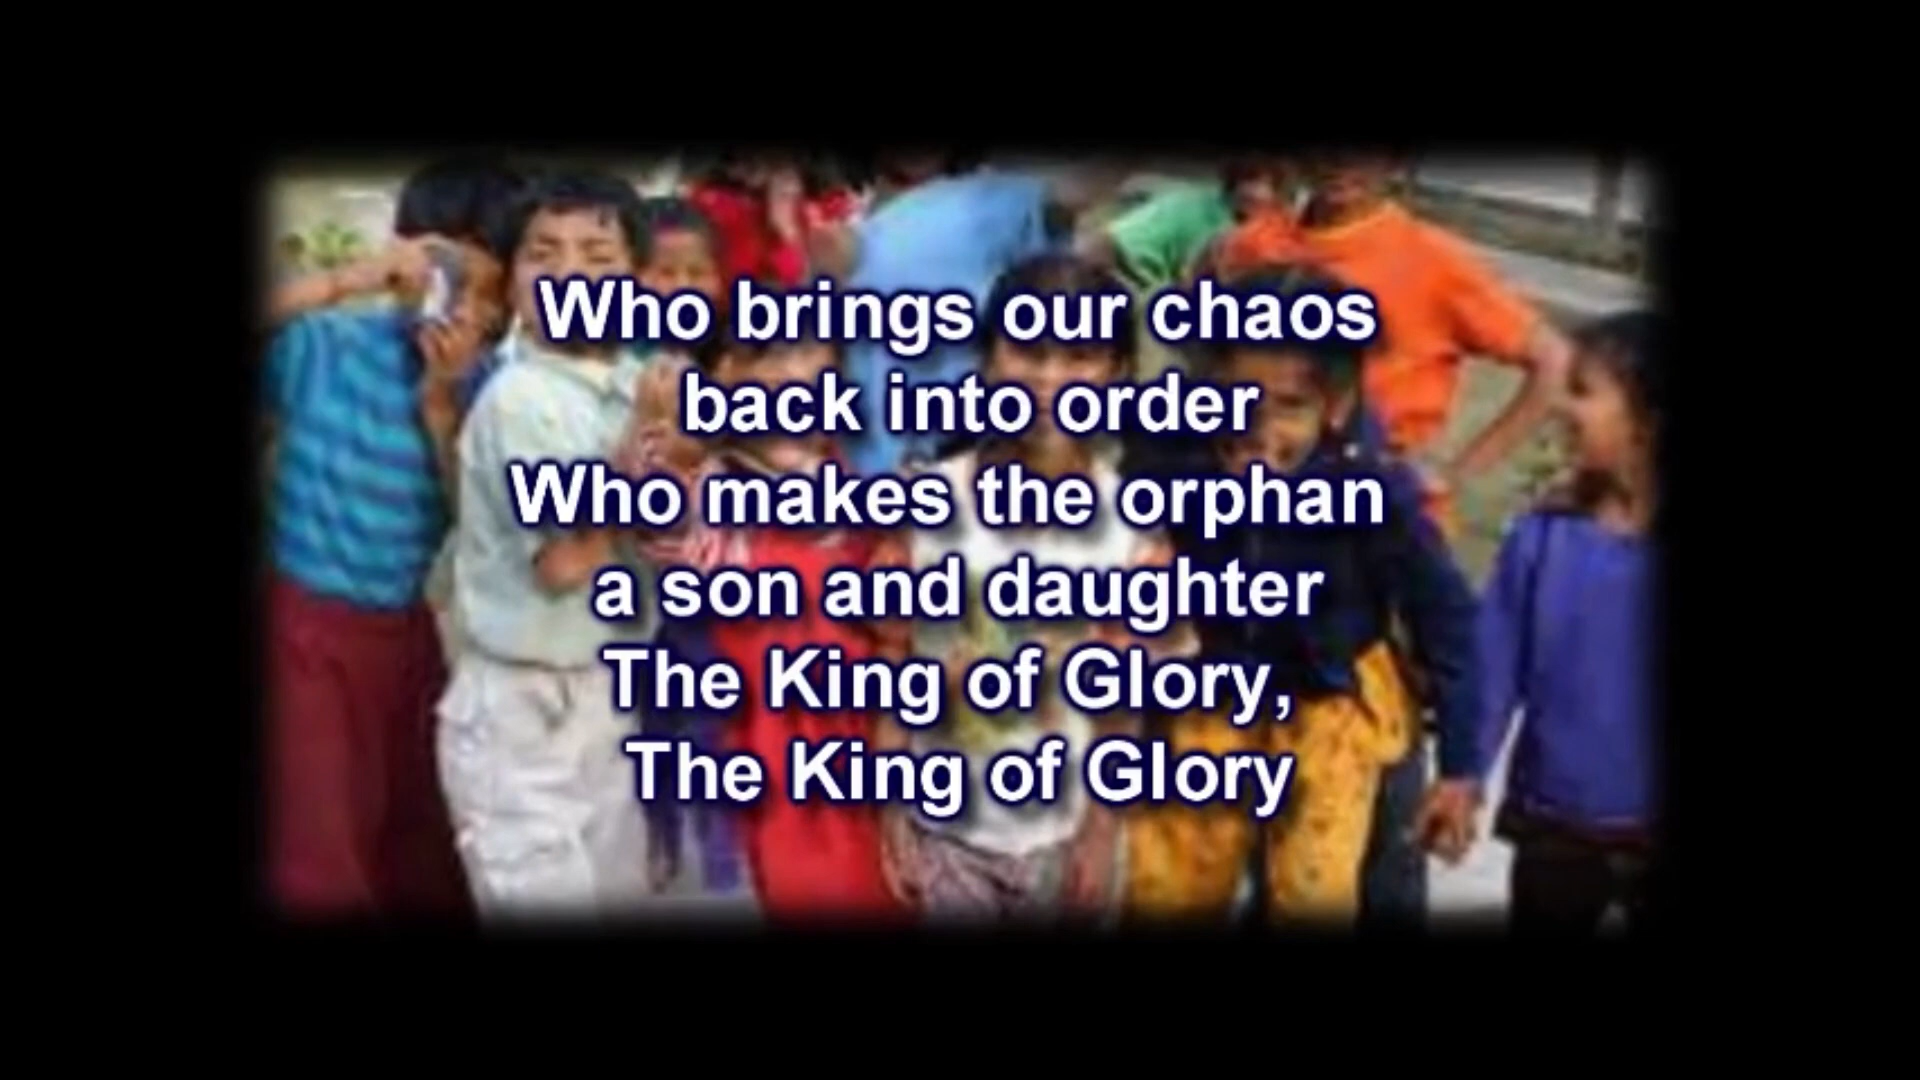 Who brings our chaos
back into order
Who makes the orphan
a son and daughter
The King of Glory,
The King of Glory